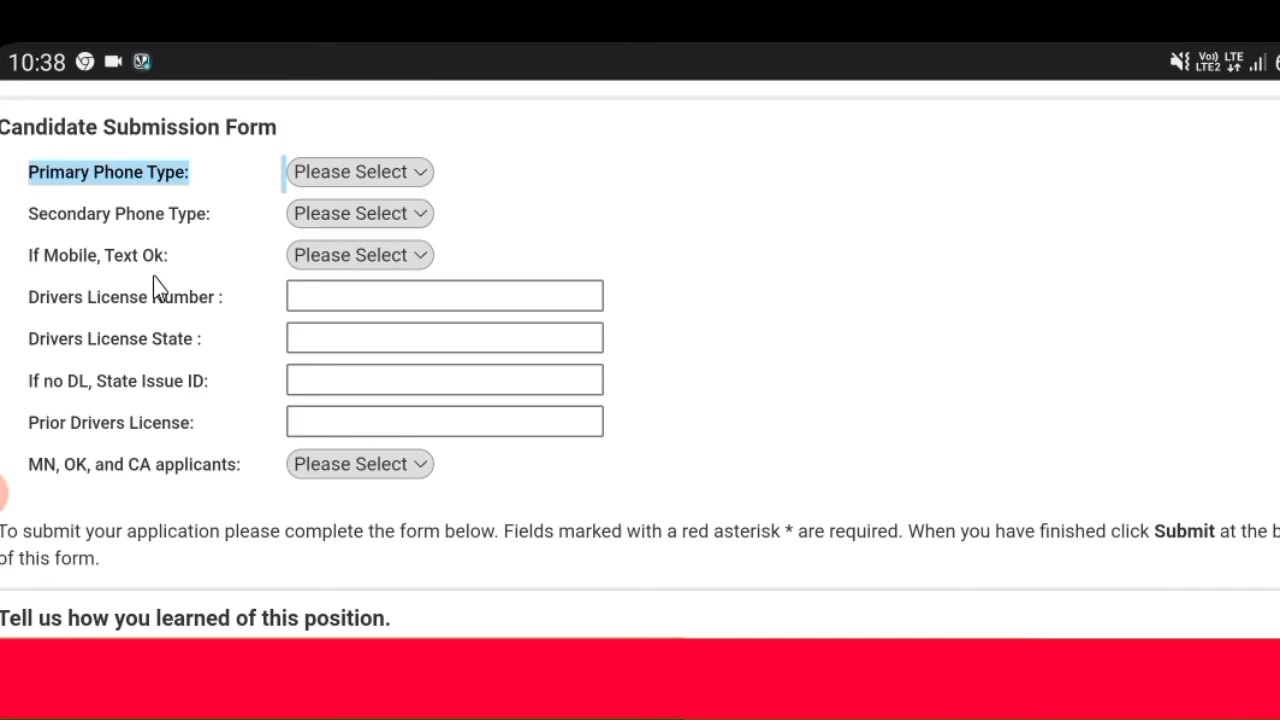 10:38
Vo)) LTE
LTE2
Candidate Submission Form
Primary Phone Type: Please Select
Secondary Phone Type: Please Select
If Mobile, Text Ok: Please Select
Drivers License Number :
Drivers License State :
If no DL, State Issue ID:
Prior Drivers License:
MN, OK, and CA applicants: Please Select
To submit your application please complete the form below. Fields marked with a red asterisk * are required. When you have finished click Submit at the
of this form.
Tell us how you learned of this position.